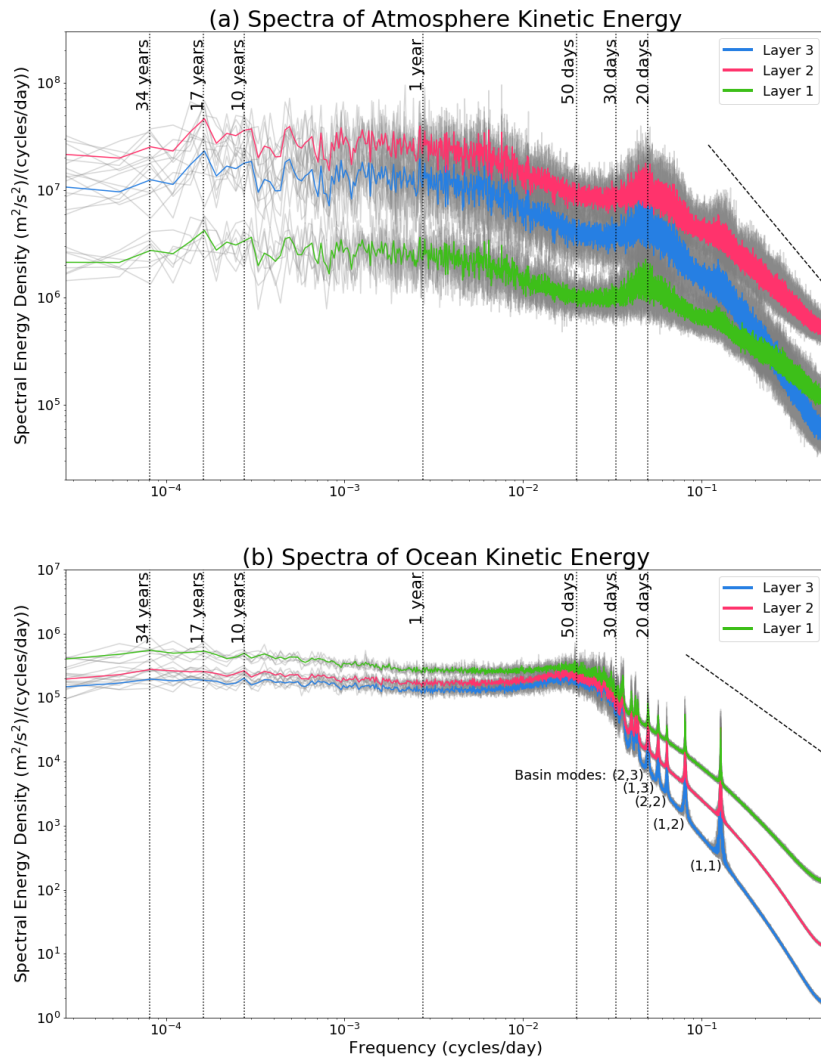 (a) Spectra of Atmosphere Kinetic Energy
34 years
17 years
10 years
1 year
50 days
30 days
20 days
Layer 3
Layer 2
Layer 1
Spectral Energy Density (m²/s²)/(cycles/day))
10⁸
10⁷
10⁶
10⁵
10⁻⁴
10⁻³
10⁻²
10⁻¹
(b) Spectra of Ocean Kinetic Energy
34 years
17 years
10 years
1 year
50 days
30 days
20 days
Layer 3
Layer 2
Layer 1
Spectral Energy Density (m²/s²)/(cycles/day))
10⁷
10⁶
10⁵
10⁴
10³
10²
10¹
10⁰
Basin modes: (2,3)
(1,3)
(2,2)
(1,2)
(1,1)
10⁻⁴
10⁻³
10⁻²
10⁻¹
Frequency (cycles/day)